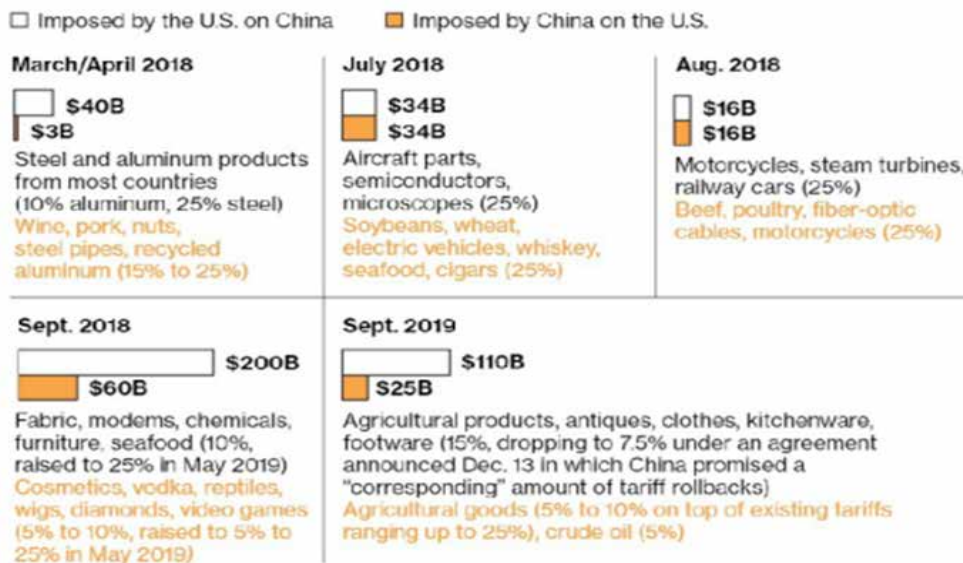 Imposed by the U.S. on China
Imposed by China on the U.S.
March/April 2018
$40B
$3B
Steel and aluminum products
from most countries
(10% aluminum, 25% steel)
Wine, pork, nuts,
steel pipes, recycled
aluminum (15% to 25%)
July 2018
$34B
$34B
Aircraft parts,
semiconductors,
microscopes (25%)
Soybeans, wheat,
electric vehicles, whiskey,
seafood, cigars (25%)
Aug. 2018
$16B
$16B
Motorcycles, steam turbines,
railway cars (25%)
Beef, poultry, fiber-optic
cables, motorcycles (25%)
Sept. 2018
$200B
$60B
Fabric, modems, chemicals,
furniture, seafood (10%,
raised to 25% in May 2019)
Cosmetics, vodka, reptiles,
wigs, diamonds, video games
(5% to 10%, raised to 5% to
25% in May 2019)
Sept. 2019
$110B
$25B
Agricultural products, antiques, clothes, kitchenware,
footware (15%, dropping to 7.5% under an agreement
announced Dec. 13 in which China promised a
"corresponding" amount of tariff rollbacks)
Agricultural goods (5% to 10% on top of existing tariffs
ranging up to 25%), crude oil (5%)